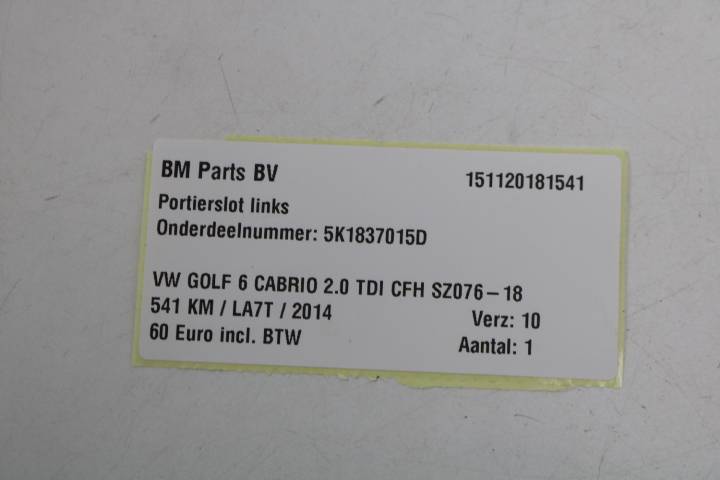 BM Parts BV 151120181541
Portierslot links
Onderdeelnummer: 5K1837015D
VW GOLF 6 CABRIO 2.0 TDI CFH SZ076-18
541 KM / LA7T / 2014 Verz: 10
60 Euro incl. BTW Aantal: 1